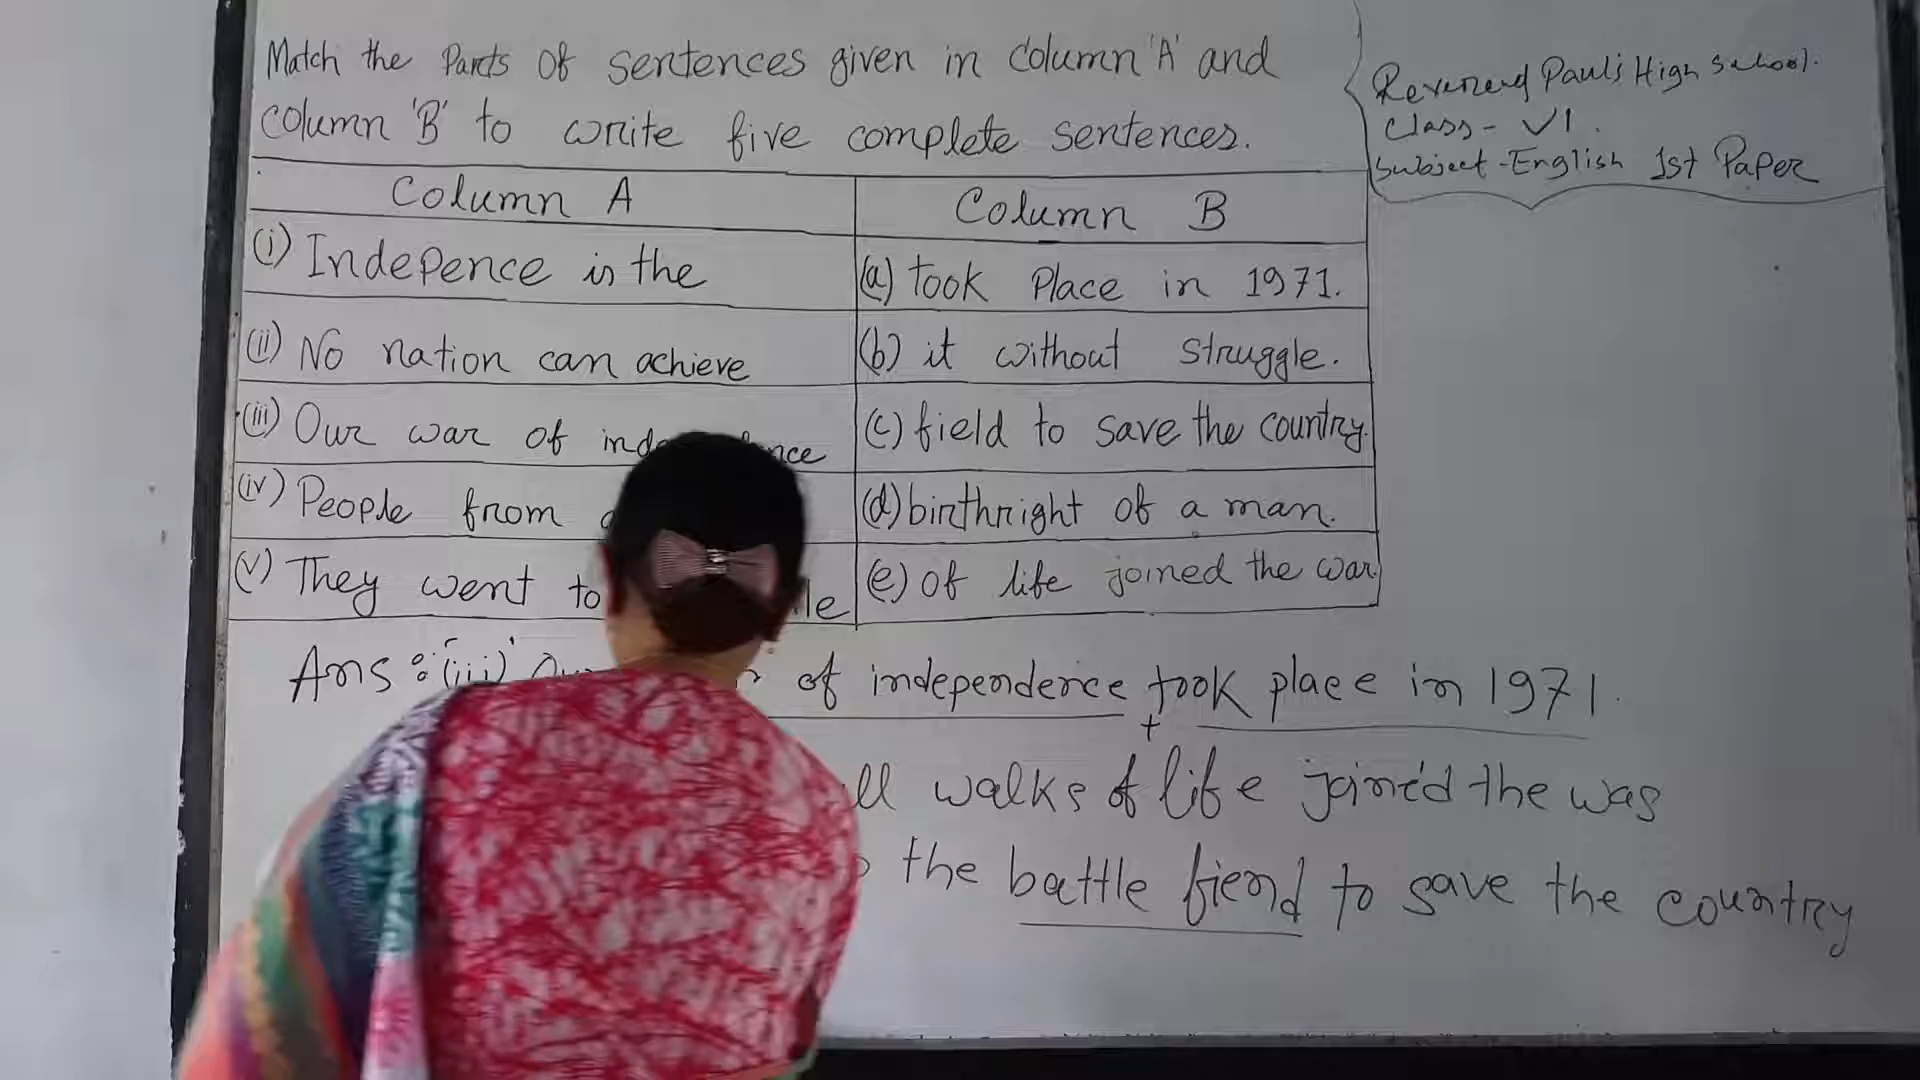 Match the Parts of sentences given in column 'A' and
column 'B' to write five complete sentences.
Reverend Paul's High School.
Class - VI.
Subject - English 1st Paper
Column A
Column B
(i) Indepence is the
(a) took Place in 1971.
(ii) No nation can achieve
(b) it without struggle.
(iii) Our war of
(c) field to save the country.
(iv) People from
(d) birthright of a man.
(v) They went to
(e) of life joined the war.
Ans: (iii) of independence took place in 1971.
+
walks of life joined the was
the battle fiend to save the country